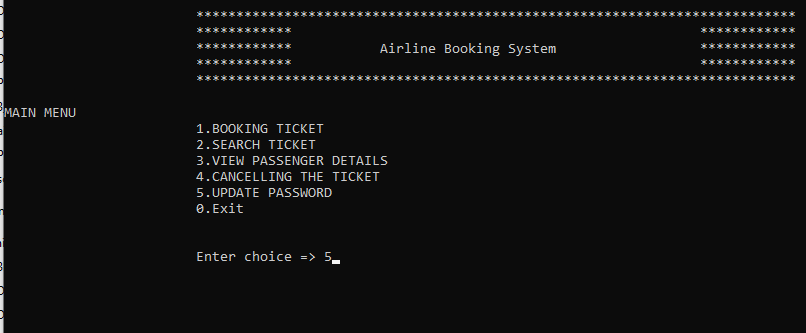 ***************************************************************************
************ ************
************ Airline Booking System ************
************ ************
***************************************************************************
MAIN MENU
1.BOOKING TICKET
2.SEARCH TICKET
3.VIEW PASSENGER DETAILS
4.CANCELLING THE TICKET
5.UPDATE PASSWORD
0.Exit
Enter choice => 5